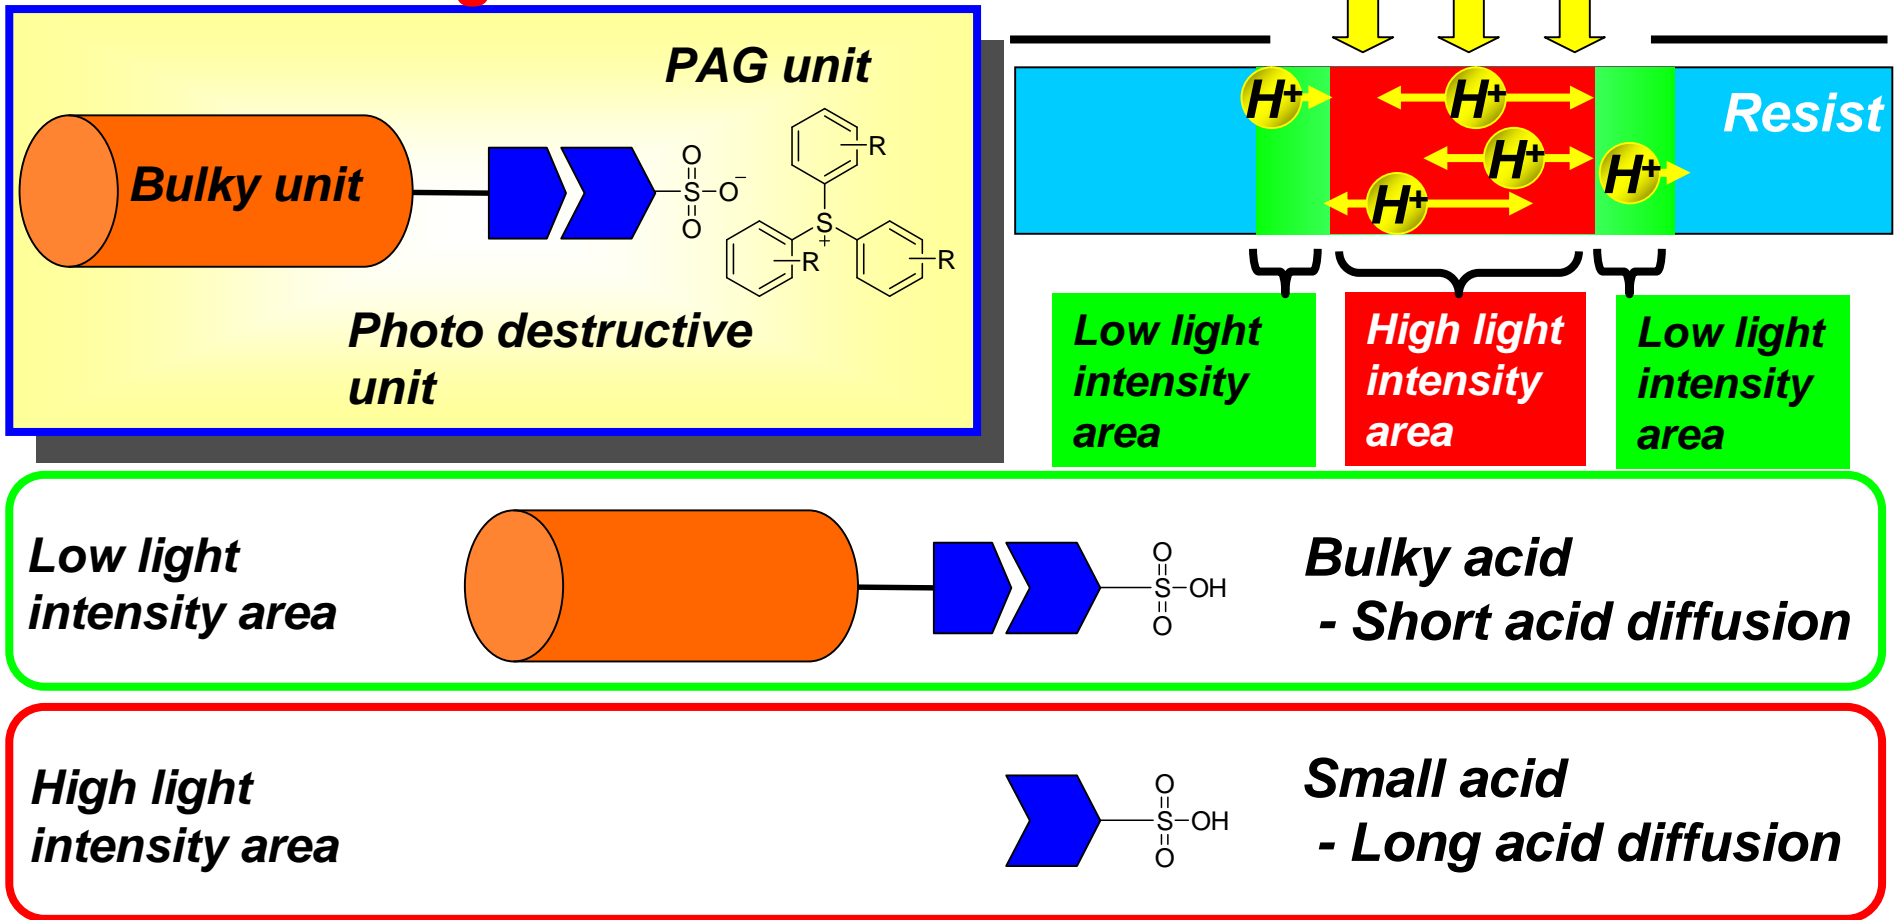 PAG unit
Bulky unit
O
S
O
O−
R
S
+
R
R
Photo destructive
unit
H+
H+
H+
H+
H+
Resist
Low light
intensity
area
High light
intensity
area
Low light
intensity
area
Low light
intensity area
O
S
OH
O
Bulky acid
- Short acid diffusion
High light
intensity area
O
S
OH
O
Small acid
- Long acid diffusion